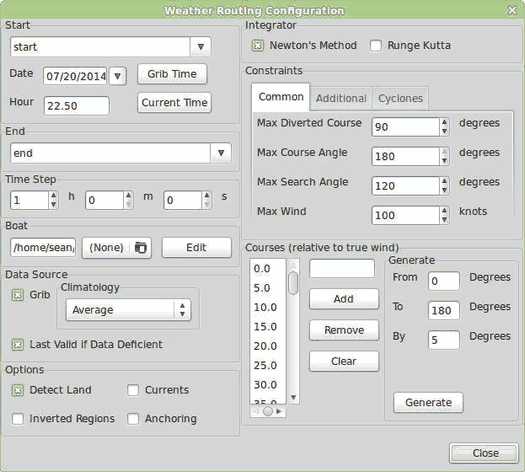 Weather Routing Configuration
Start
start
Date 07/20/2014 Grib Time
Hour 22.50 Current Time
End
end
Time Step
1 h 0 m 0 s
Boat
/home/sean/ (None) Edit
Data Source
Grib
Climatology
Average
Last Valid if Data Deficient
Options
Detect Land Currents
Inverted Regions Anchoring
Integrator
Newton's Method Runge Kutta
Constraints
Common Additional Cyclones
Max Diverted Course 90 degrees
Max Course Angle 180 degrees
Max Search Angle 120 degrees
Max Wind 100 knots
Courses (relative to true wind)
0.0
5.0
10.0
15.0
20.0
25.0
30.0
35.0
Add
Remove
Clear
Generate
From 0 Degrees
To 180 Degrees
By 5 Degrees
Generate
Close